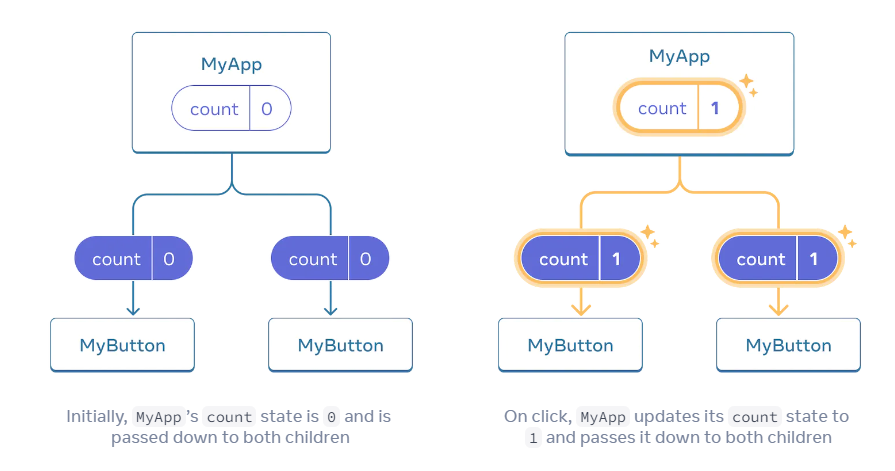 MyApp
count 0
count 0
count 0
MyButton
MyButton
Initially, MyApp's count state is 0 and is
passed down to both children
MyApp
count 1
count 1
count 1
MyButton
MyButton
On click, MyApp updates its count state to
1 and passes it down to both children